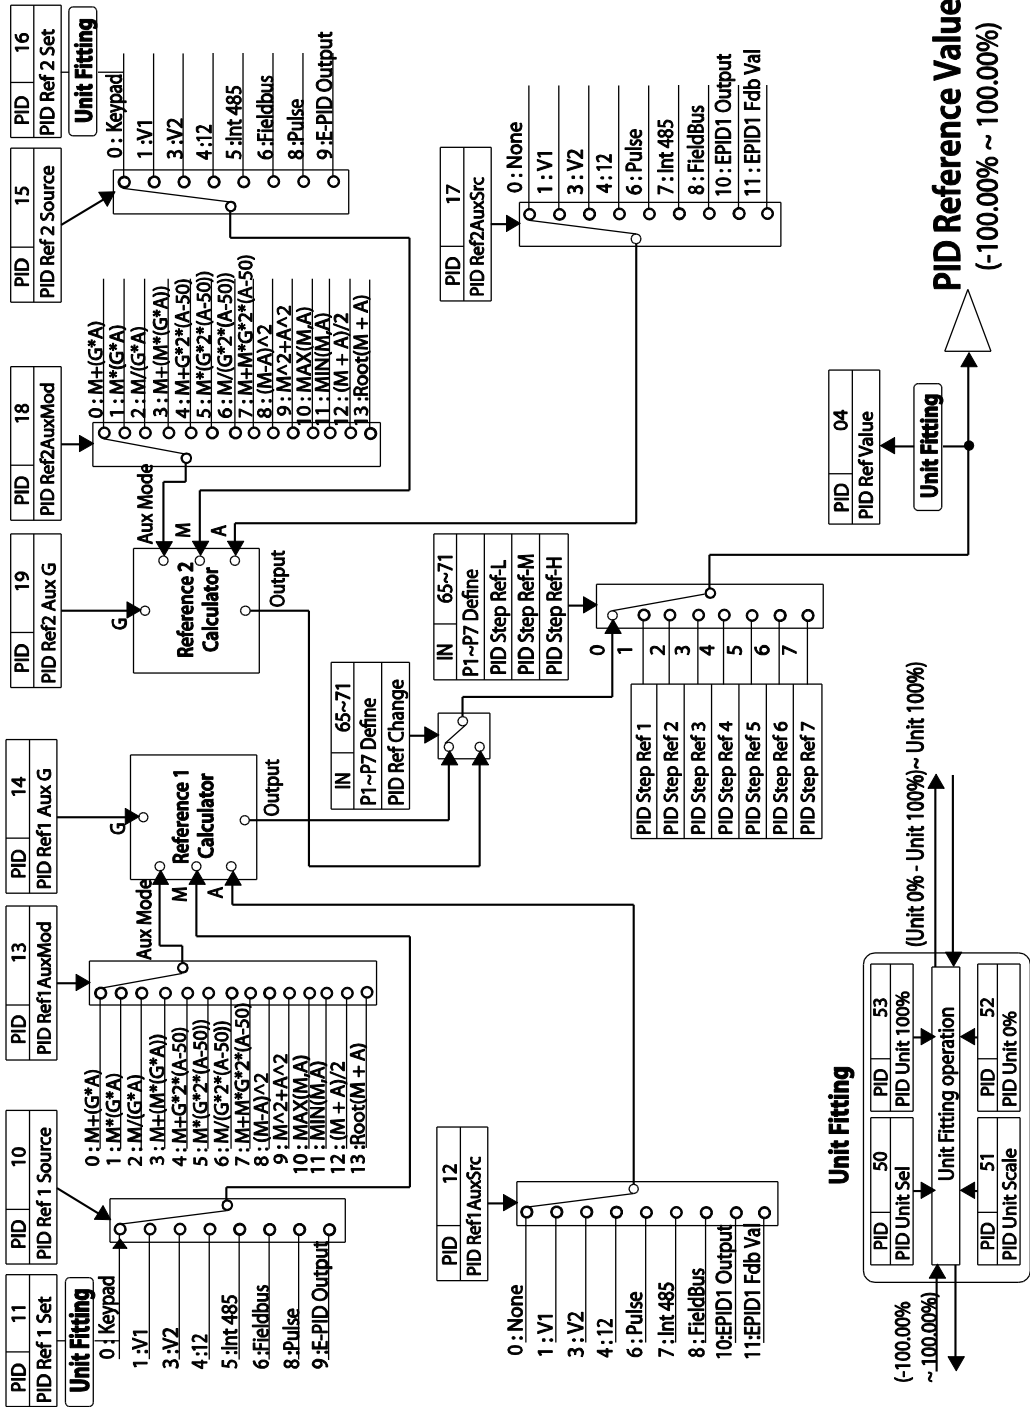 PID 11
PID Ref 1 Set
Unit Fitting
PID 10
PID Ref 1 Source
0 : Keypad
1 :V1
3 :V2
4 :12
5 :Int 485
6 :Fieldbus
8 :Pulse
9 :E-PID Output
PID 13
PID Ref1AuxMod
0 : M+(G*A)
1 : M*(G*A)
2 : M/(G*A)
3 : M+(M*(G*A))
4 : M+G*2*(A-50)
5 : M*(G*2*(A-50))
6 : M/(G*2*(A-50))
7 : M+M*G*2*(A-50)
8 : (M-A)^2
9 : M^2+A^2
10 : MAX(M,A)
11 : MIN(M,A)
12 : (M + A)/2
13 :Root(M + A)
PID 14
PID Ref1 Aux G
G
Aux Mode
M
A
Reference 1
Calculator
Output
PID 12
PID Ref1AuxSrc
0 : None
1 : V1
3 : V2
4 : 12
6 : Pulse
7 : Int 485
8 : FieldBus
10:EPID1 Output
11:EPID1 Fdb Val
PID 19
PID Ref2 Aux G
G
Aux Mode
M
A
Reference 2
Calculator
Output
PID 18
PID Ref2AuxMod
0 : M+(G*A)
1 : M*(G*A)
2 : M/(G*A)
3 : M+(M*(G*A))
4 : M+G*2*(A-50)
5 : M*(G*2*(A-50))
6 : M/(G*2*(A-50))
7 : M+M*G*2*(A-50)
8 : (M-A)^2
9 : M^2+A^2
10 : MAX(M,A)
11 : MIN(M,A)
12 : (M + A)/2
13 :Root(M + A)
PID 15
PID Ref 2 Source
PID 16
PID Ref 2 Set
Unit Fitting
0 : Keypad
1 :V1
3 :V2
4 :12
5 :Int 485
6 :Fieldbus
8 :Pulse
9 :E-PID Output
PID 17
PID Ref2AuxSrc
0 : None
1 : V1
3 : V2
4 : 12
6 : Pulse
7 : Int 485
8 : FieldBus
10 : EPID1 Output
11 : EPID1 Fdb Val
IN 65~71
P1~P7 Define
PID Ref Change
IN 65~71
P1~P7 Define
PID Step Ref-L
PID Step Ref-M
PID Step Ref-H
0
1
2
3
4
5
6
7
PID Step Ref 1
PID Step Ref 2
PID Step Ref 3
PID Step Ref 4
PID Step Ref 5
PID Step Ref 6
PID Step Ref 7
PID 04
PID Ref Value
Unit Fitting
PID Reference Value
(-100.00% ~ 100.00%)
Unit Fitting
PID 50
PID Unit Sel
PID 53
PID Unit 100%
Unit Fitting operation
PID 51
PID Unit Scale
PID 52
PID Unit 0%
(-100.00%
~ 100.00%)
(Unit 0% - Unit 100%)~ Unit 100%)